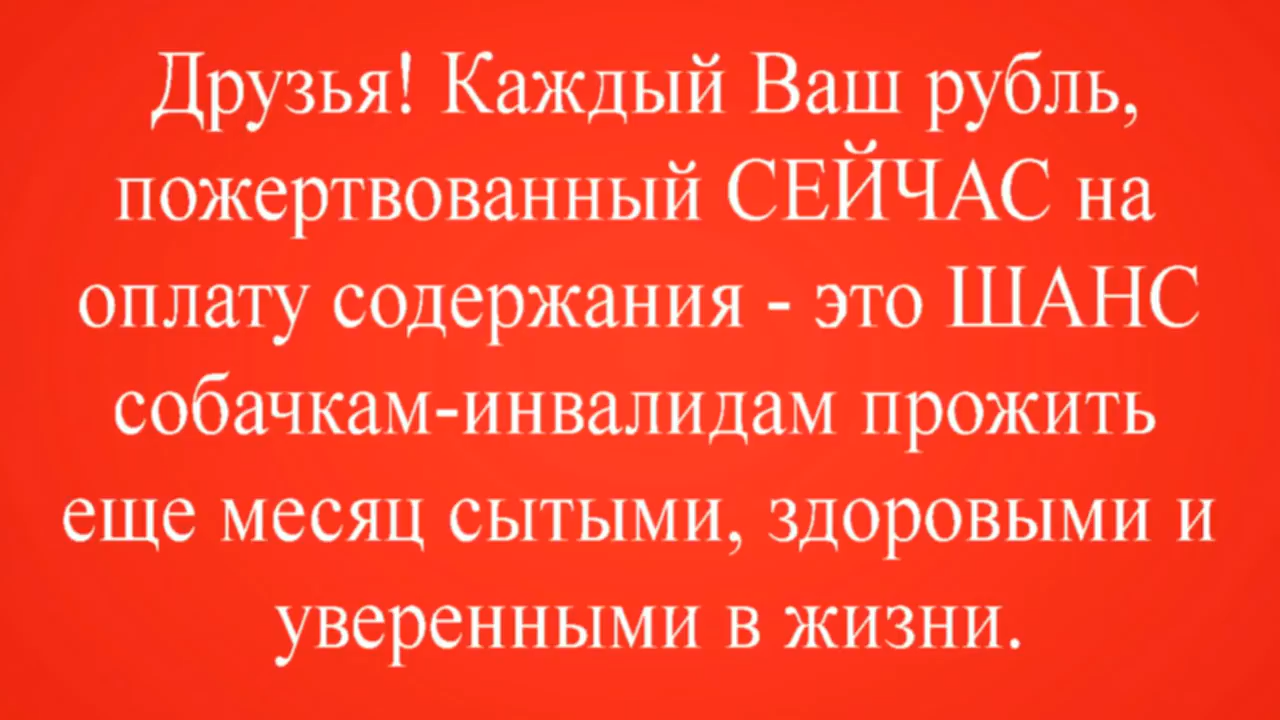 Друзья! Каждый Ваш рубль,
пожертвованный СЕЙЧАС на
оплату содержания - это ШАНС
собачкам-инвалидам прожить
еще месяц сытыми, здоровыми и
уверенными в жизни.